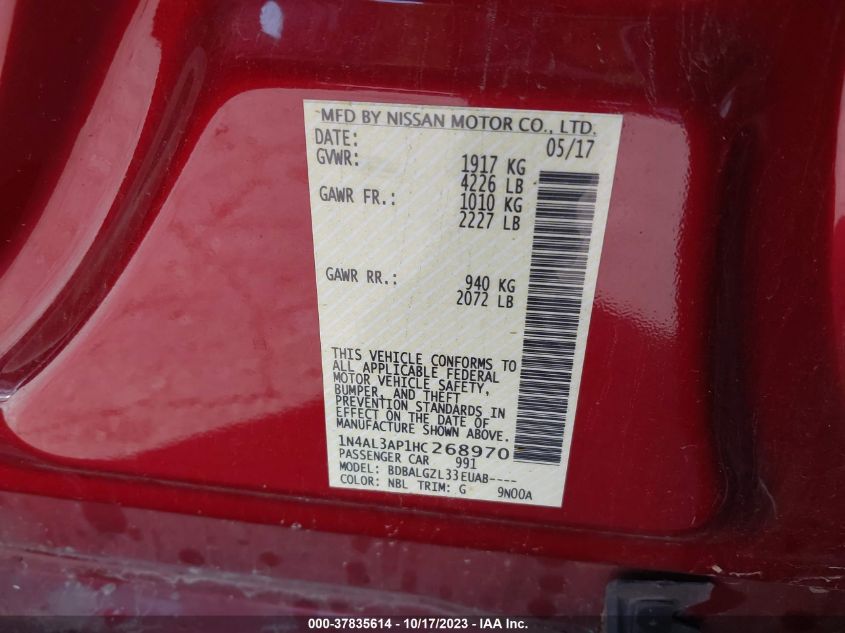 MFD BY NISSAN MOTOR CO., LTD.
DATE: 05/17
GVWR: 1917 KG
4226 LB
GAWR FR.: 1010 KG
2227 LB
GAWR RR.: 940 KG
2072 LB
THIS VEHICLE CONFORMS TO
ALL APPLICABLE FEDERAL
MOTOR VEHICLE SAFETY,
BUMPER, AND THEFT
PREVENTION STANDARDS IN
EFFECT ON THE DATE OF
MANUFACTURE SHOWN ABOVE.
1N4AL3AP1HC268970
PASSENGER CAR 991
MODEL: BDBALGZL33EUAB----
COLOR: NBL TRIM: G 9N00A
000-37835614 - 10/17/2023 - IAAI, Inc.